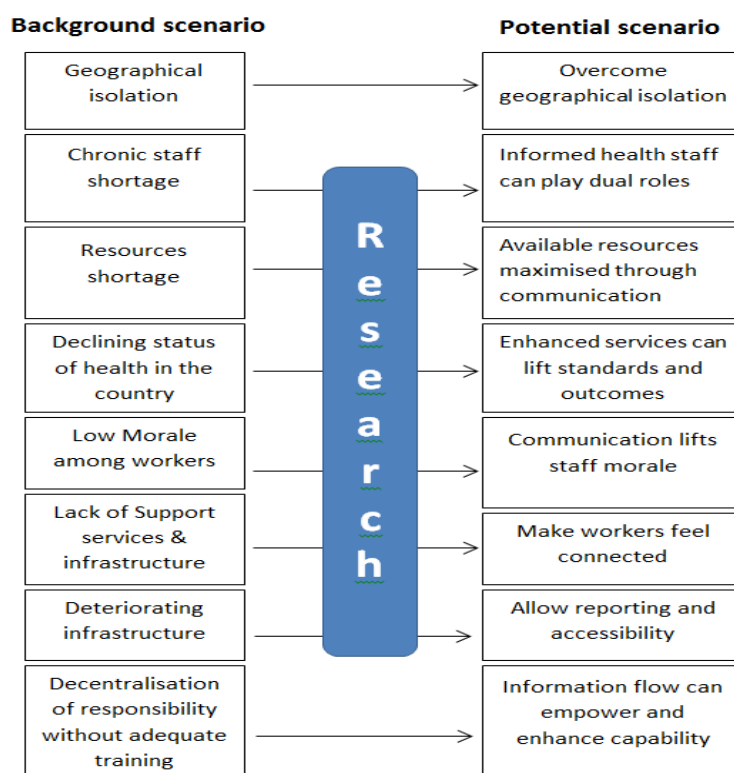 Background scenario
Potential scenario
Geographical
isolation
Overcome
geographical isolation
Chronic staff
shortage
Informed health staff
can play dual roles
Resources
shortage
Available resources
maximised through
communication
Declining status
of health in the
country
Enhanced services can
lift standards and
outcomes
Low Morale
among workers
Communication lifts
staff morale
Lack of Support
services &
infrastructure
Make workers feel
connected
Deteriorating
infrastructure
Allow reporting and
accessibility
Decentralisation
of responsibility
without adequate
training
Information flow can
empower and
enhance capability
R
e
s
e
a
r
c
h